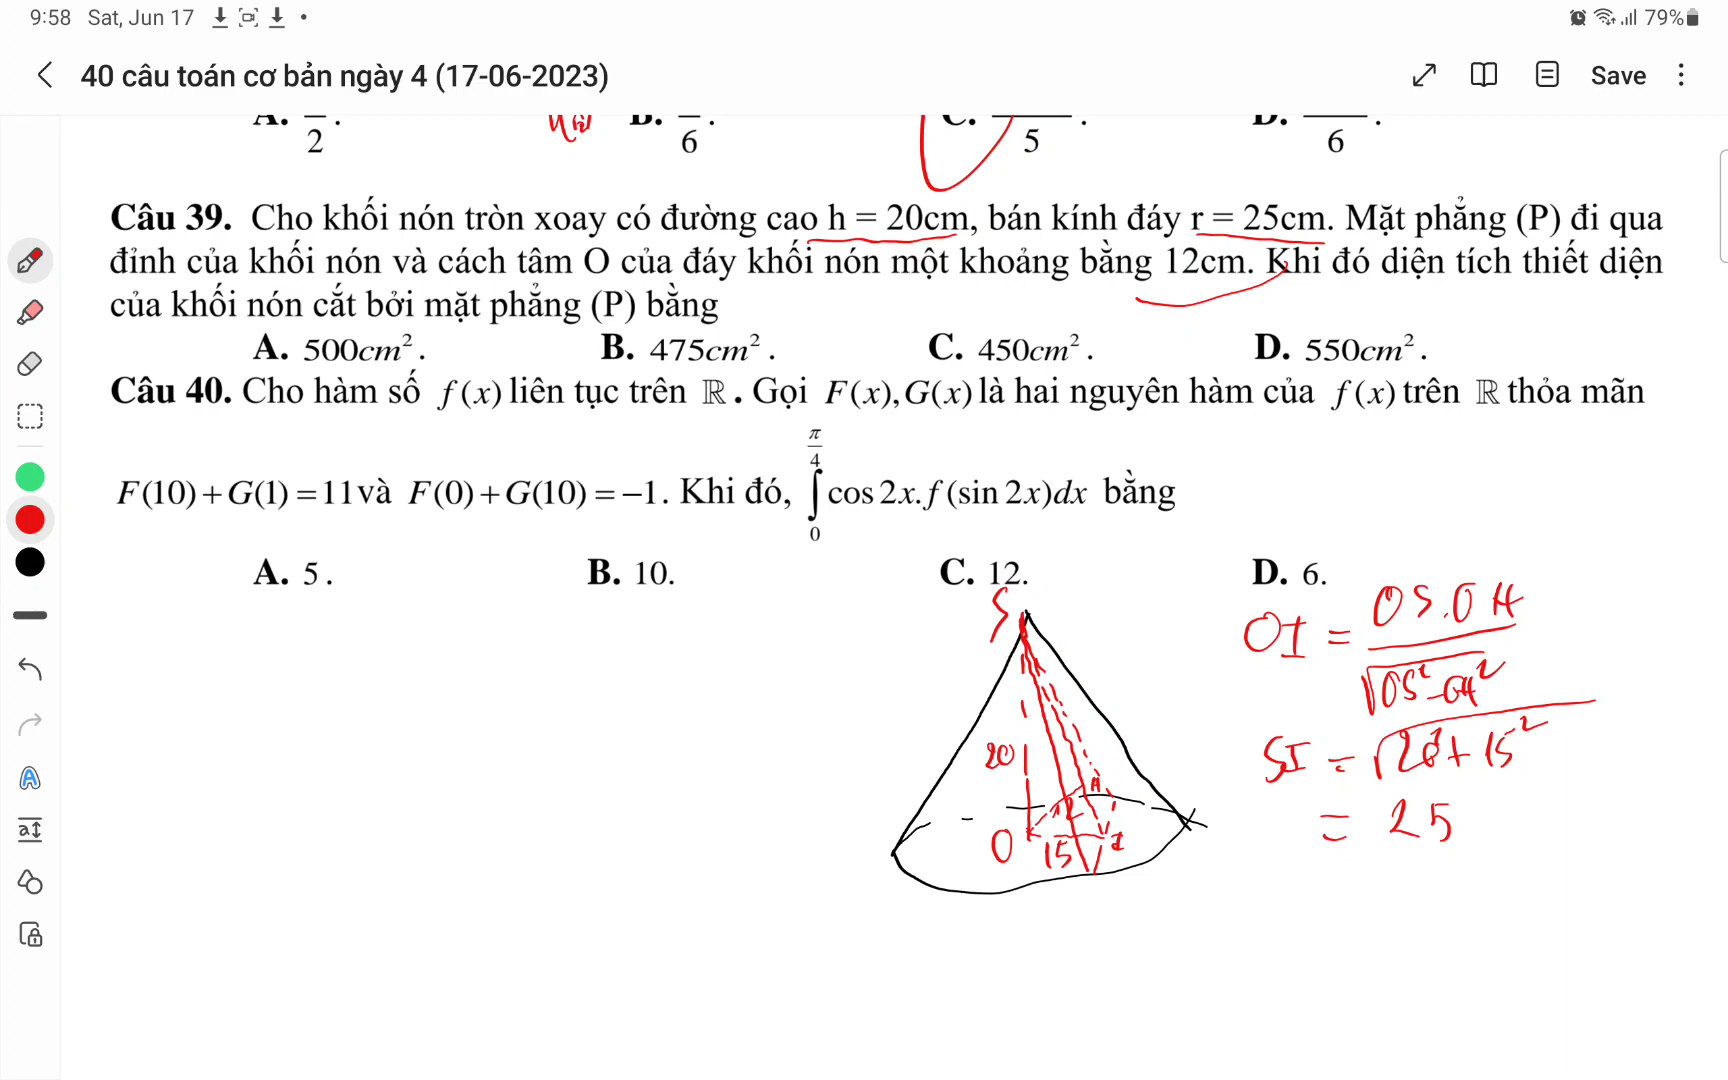 9:58 Sat, Jun 17 79%
40 câu toán cơ bản ngày 4 (17-06-2023) Save
A. —/2 . B. —/6 . C. —/5 . D. —/6 .
Câu 39. Cho khối nón tròn xoay có đường cao h = 20cm, bán kính đáy r = 25cm. Mặt phẳng (P) đi qua
đỉnh của khối nón và cách tâm O của đáy khối nón một khoảng bằng 12cm. Khi đó diện tích thiết diện
của khối nón cắt bởi mặt phẳng (P) bằng
A. 500cm². B. 475cm². C. 450cm². D. 550cm².
Câu 40. Cho hàm số f(x) liên tục trên ℝ. Gọi F(x), G(x) là hai nguyên hàm của f(x) trên ℝ thỏa mãn
F(10)+G(1)=11 và F(0)+G(10)=−1. Khi đó, ∫₀^(π/4) cos 2x.f(sin 2x)dx bằng
A. 5. B. 10. C. 12. D. 6.
S
OI = OS.OH / √OS²-OH²
20
H
SI = √20²+15²
12
O 15 I
= 25